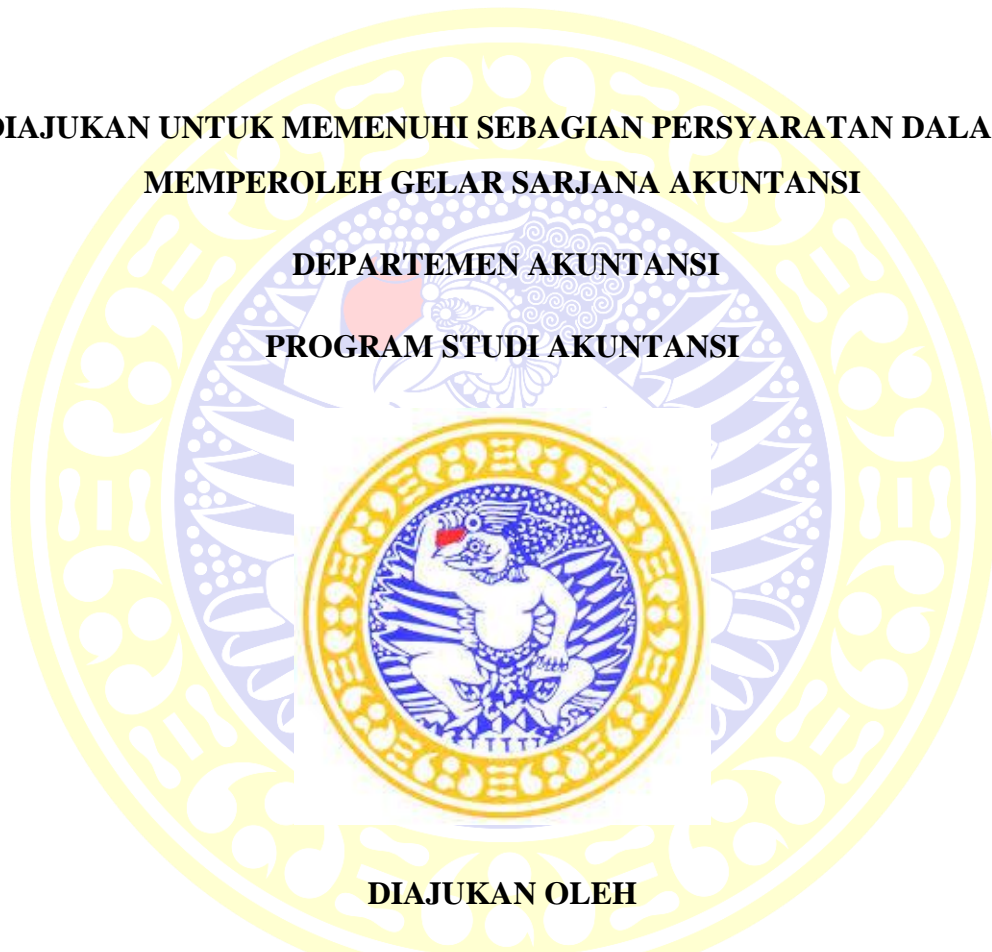 DIAJUKAN UNTUK MEMENUHI SEBAGIAN PERSYARATAN DALA
MEMPEROLEH GELAR SARJANA AKUNTANSI
DEPARTEMEN AKUNTANSI
PROGRAM STUDI AKUNTANSI
DIAJUKAN OLEH